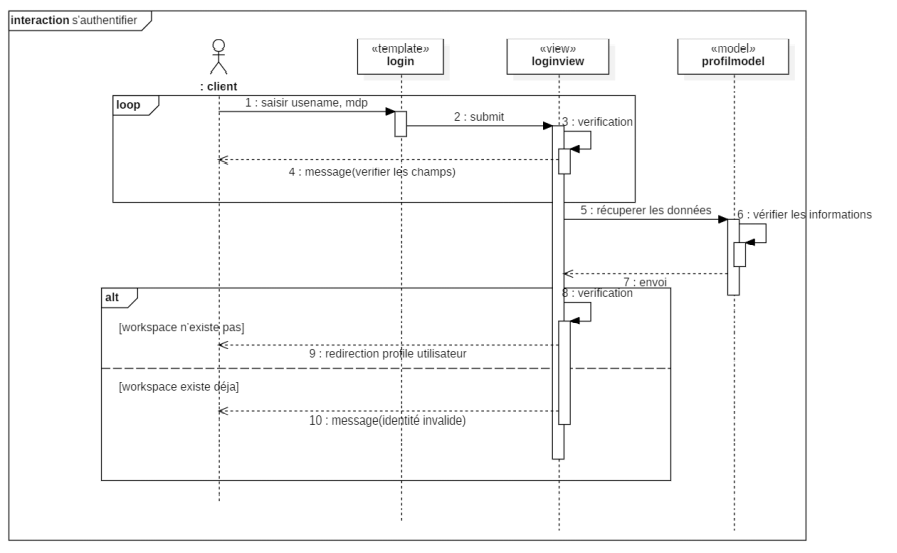 interaction s'authentifier
«template»
login
«view»
loginview
«model»
profilmodel
: client
loop
1 : saisir usename, mdp
2 : submit
3 : verification
4 : message(verifier les champs)
5 : récuperer les données
6 : vérifier les informations
7 : envoi
alt
8 : verification
[workspace n'existe pas]
9 : redirection profile utilisateur
[workspace existe déja]
10 : message(identité invalide)